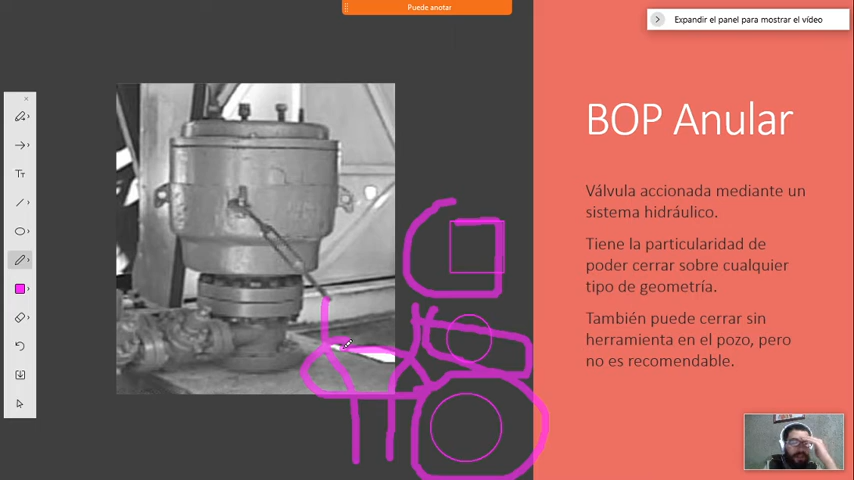 Puede anotar
Expandir el panel para mostrar el vídeo
Tт
BOP Anular
Válvula accionada mediante un
sistema hidráulico.
Tiene la particularidad de
poder cerrar sobre cualquier
tipo de geometría.
También puede cerrar sin
herramienta en el pozo, pero
no es recomendable.